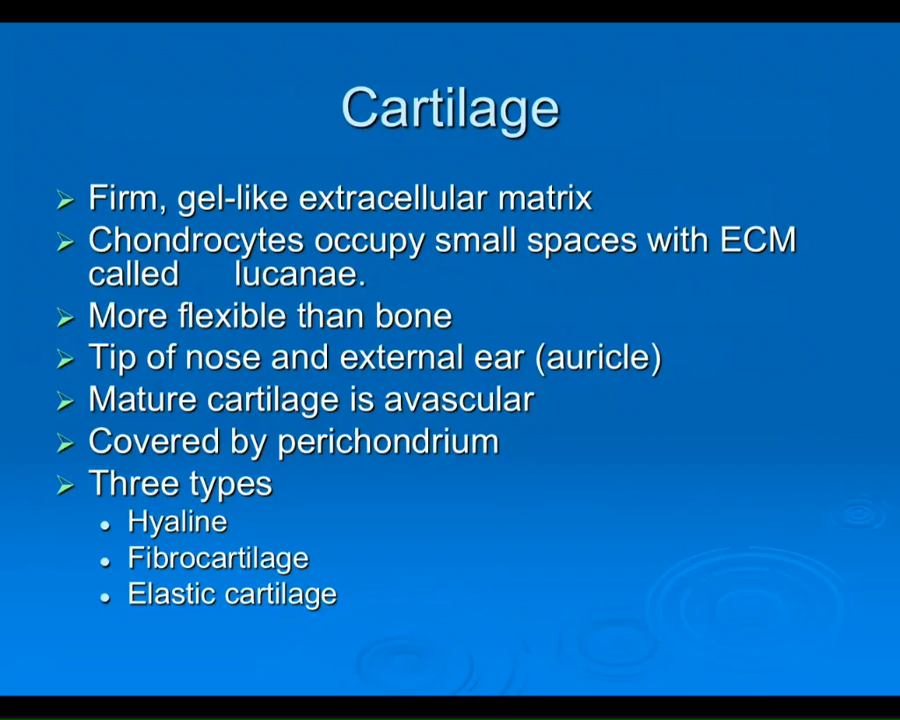 Cartilage
Firm, gel-like extracellular matrix
Chondrocytes occupy small spaces with ECM
called lucanae.
More flexible than bone
Tip of nose and external ear (auricle)
Mature cartilage is avascular
Covered by perichondrium
Three types
Hyaline
Fibrocartilage
Elastic cartilage